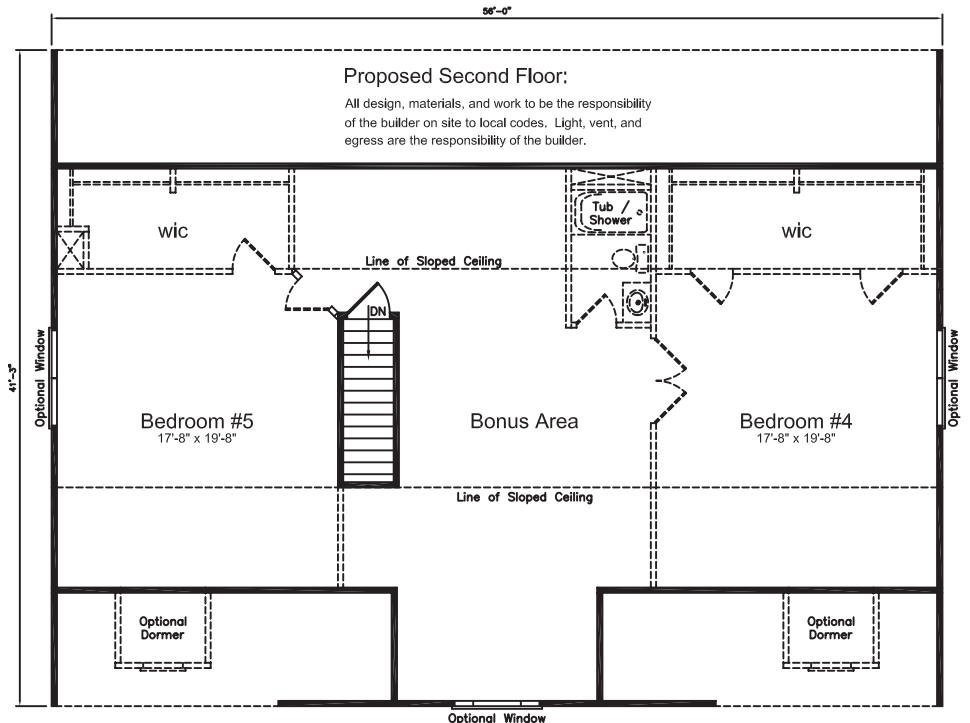 56'-0"
Proposed Second Floor:
All design, materials, and work to be the responsibility
of the builder on site to local codes. Light, vent, and
egress are the responsibility of the builder.
wic
Tub /
Shower
wic
Line of Sloped Ceiling
DN
41'-3"
Optional Window
Optional Window
Bedroom #5
17'-8" x 19'-8"
Bonus Area
Bedroom #4
17'-8" x 19'-8"
Line of Sloped Ceiling
Optional
Dormer
Optional
Dormer
Optional Window